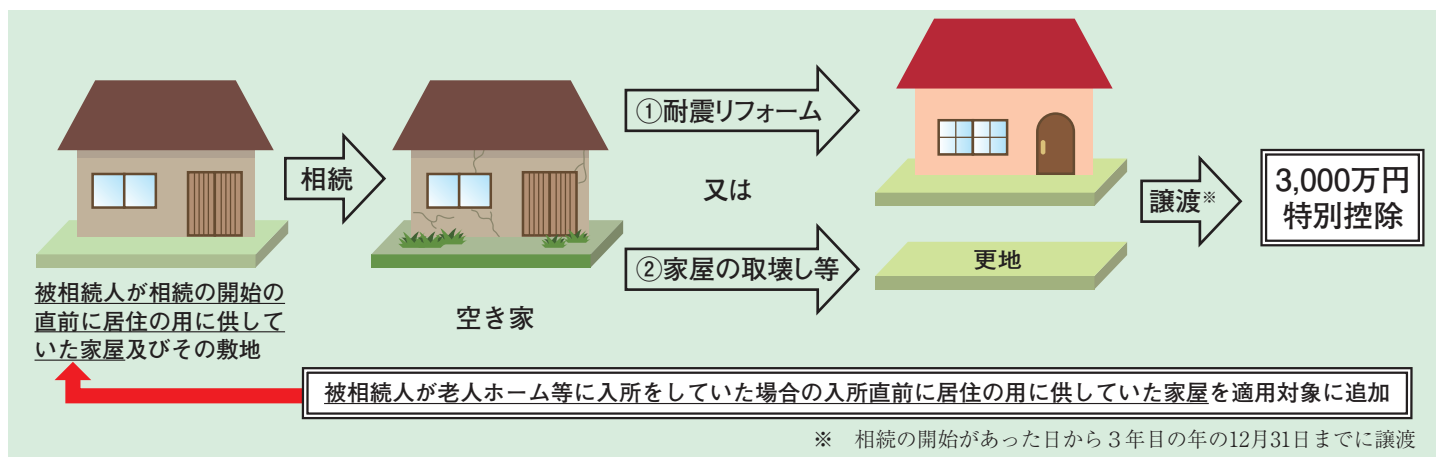 相続
①耐震リフォーム
又は
②家屋の取壊し等
更地
譲渡※
3,000万円
特別控除
被相続人が相続の開始の
直前に居住の用に供して
いた家屋及びその敷地
空き家
被相続人が老人ホーム等に入所をしていた場合の入所直前に居住の用に供していた家屋を適用対象に追加
※　相続の開始があった日から3年目の年の12月31日までに譲渡